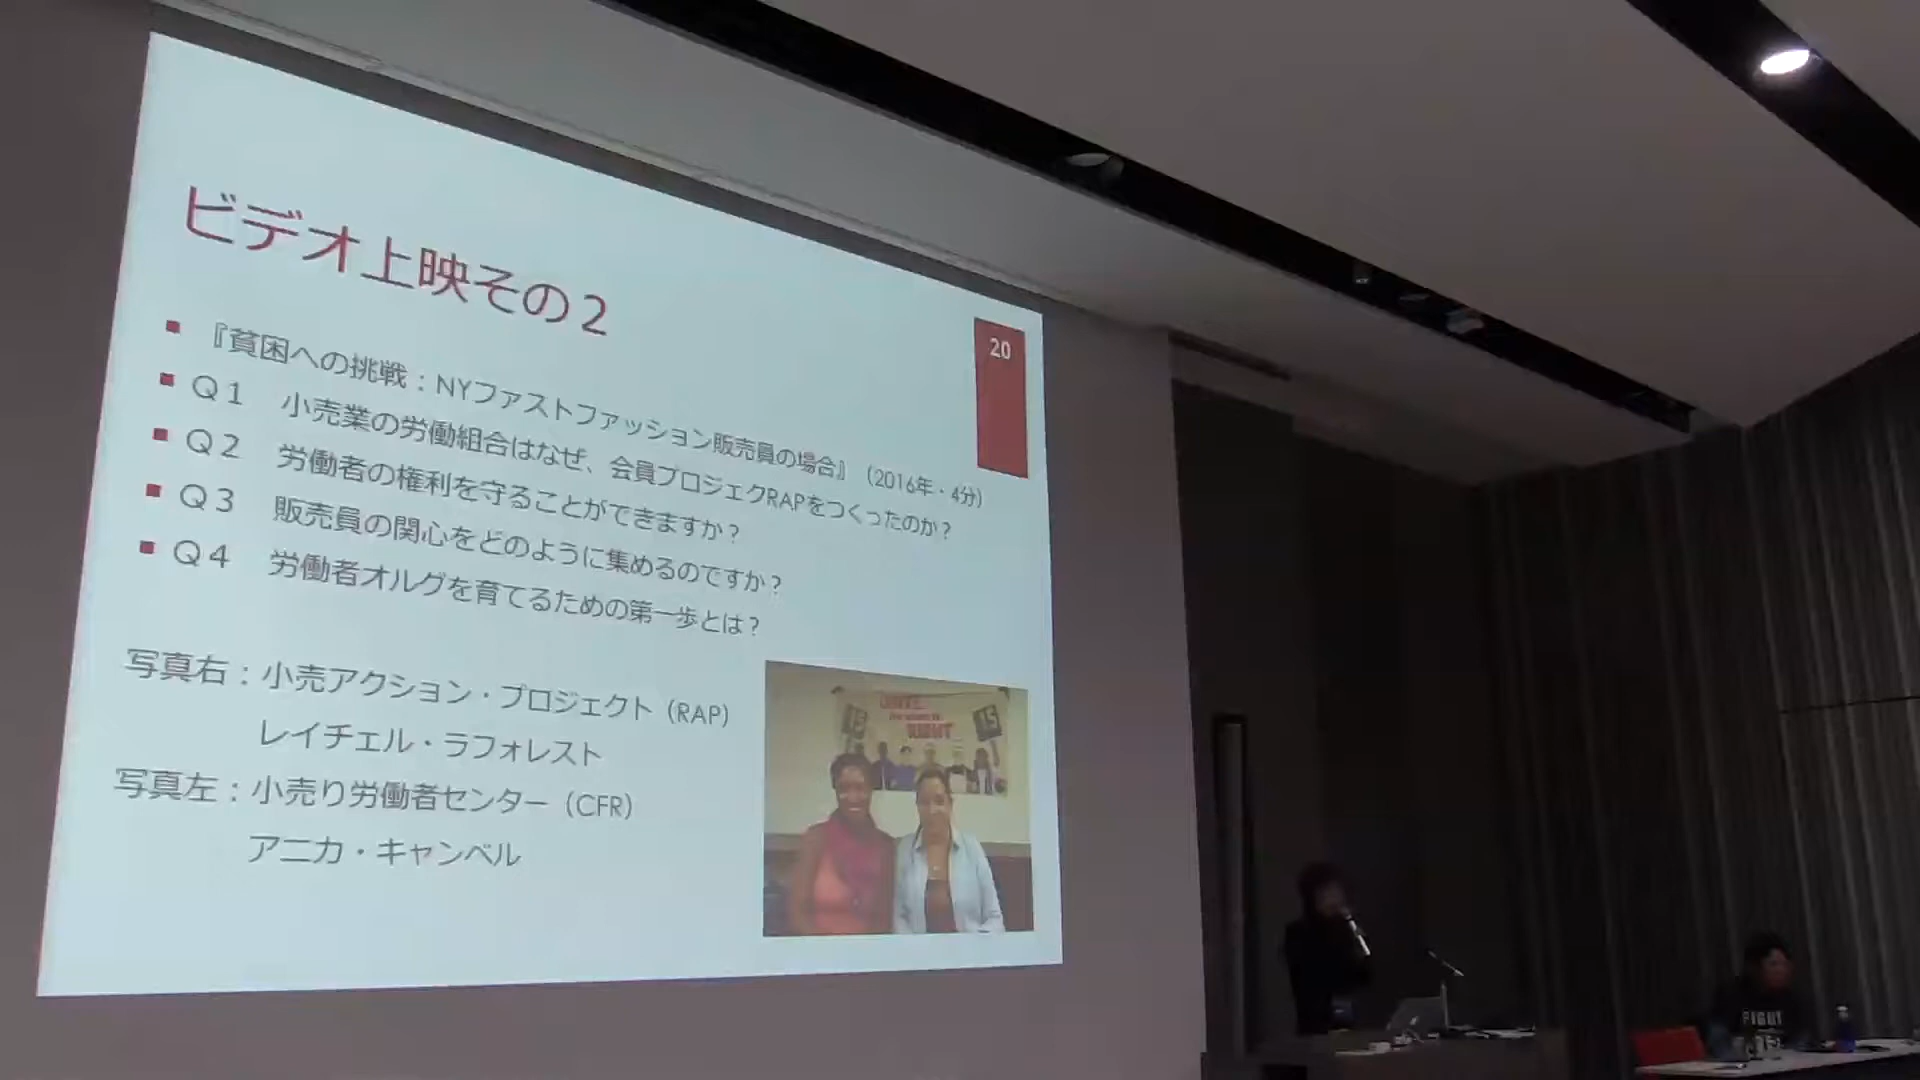 ビデオ上映その2
20
『貧困への挑戦：NYファストファッション販売員の場合』（2016年・4分）
Q1　小売業の労働組合はなぜ、会員プロジェクRAPをつくったのか？
Q2　労働者の権利を守ることができますか？
Q3　販売員の関心をどのように集めるのですか？
Q4　労働者オルグを育てるための第一歩とは？
写真右：小売アクション・プロジェクト（RAP）
レイチェル・ラフォレスト
写真左：小売り労働者センター（CFR）
アニカ・キャンベル
15
15
RIGHT
FIGHT